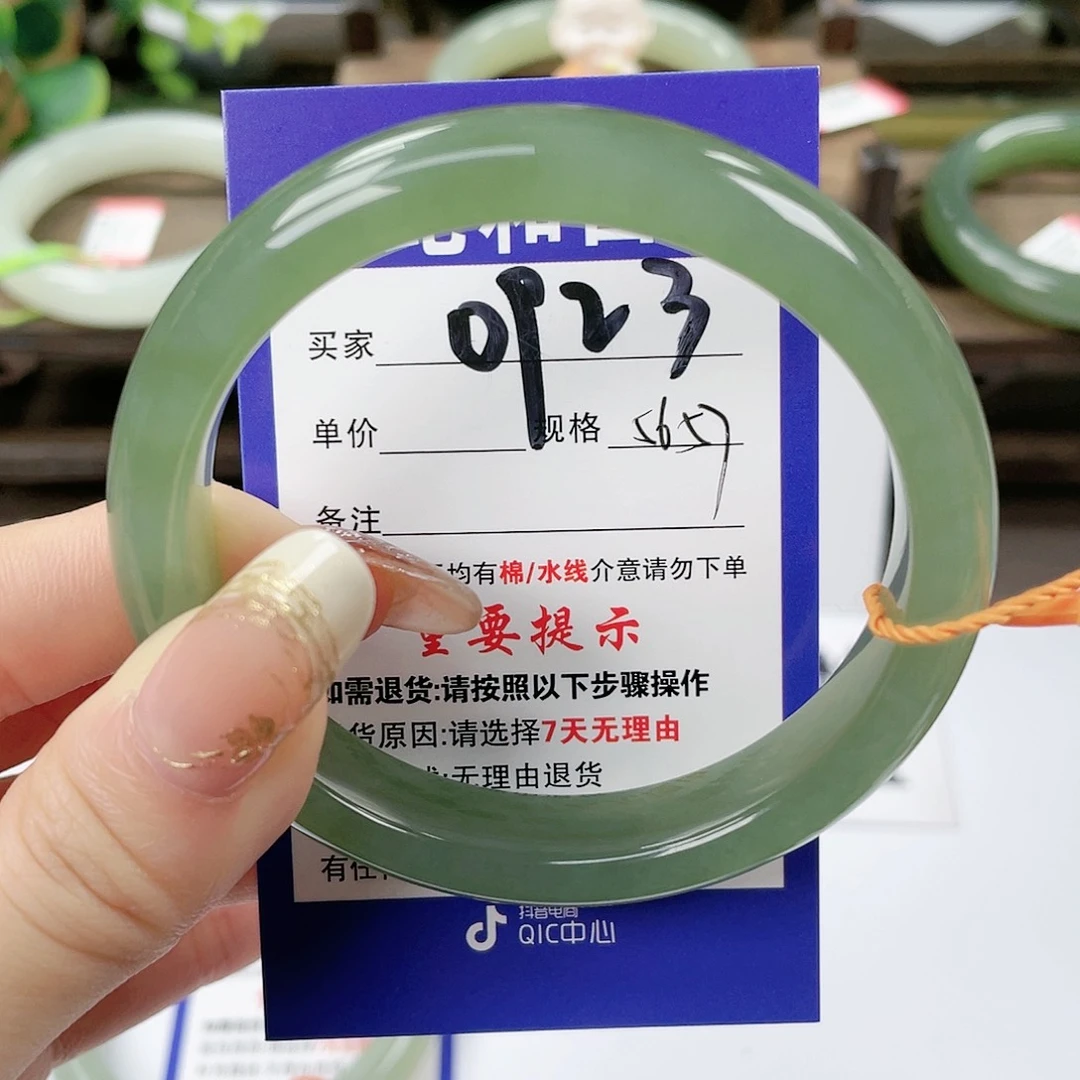 买家 0923
单价 规格 5657
备注
均有棉/水线介意请勿下单
重要提示
如需退货:请按照以下步骤操作
货原因:请选择7天无理由
:无理由退货
有任
抖音电商
QIC中心